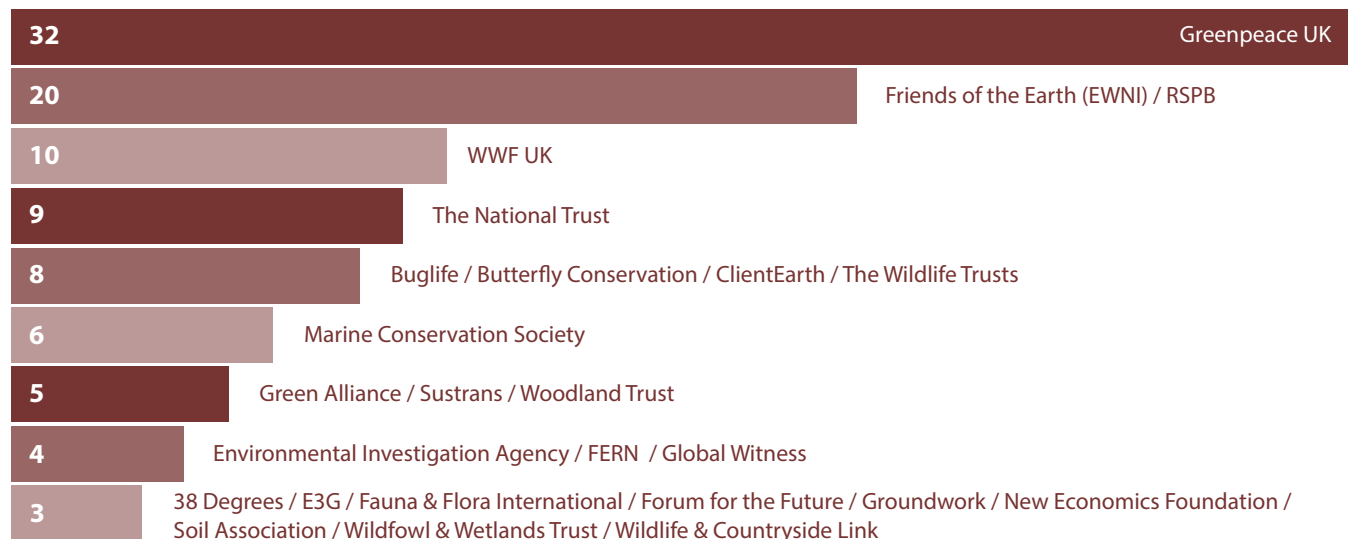 32 Greenpeace UK
20 Friends of the Earth (EWNI) / RSPB
10 WWF UK
9 The National Trust
8 Buglife / Butterfly Conservation / ClientEarth / The Wildlife Trusts
6 Marine Conservation Society
5 Green Alliance / Sustrans / Woodland Trust
4 Environmental Investigation Agency / FERN / Global Witness
3 38 Degrees / E3G / Fauna & Flora International / Forum for the Future / Groundwork / New Economics Foundation /
Soil Association / Wildfowl & Wetlands Trust / Wildlife & Countryside Link